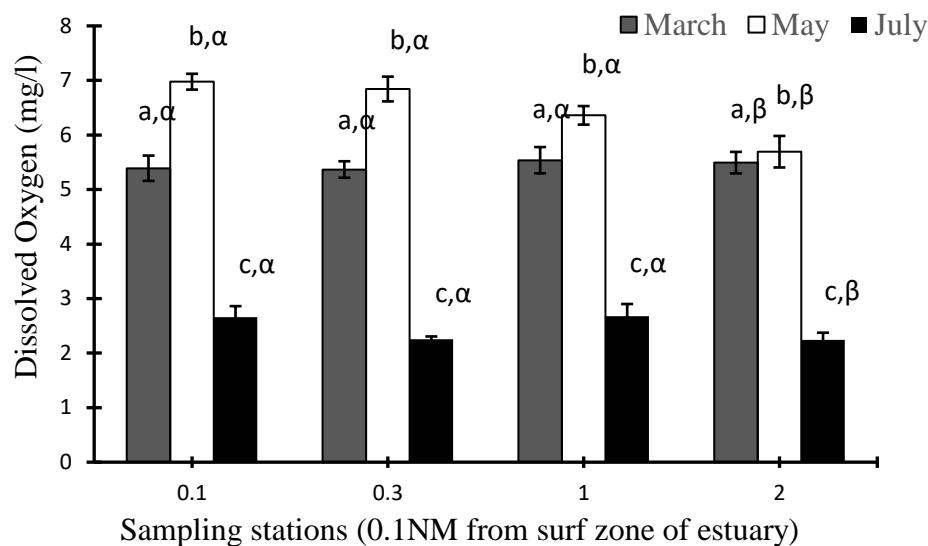 March May July
8
7
6
5
4
3
2
1
0
Dissolved Oxygen (mg/l)
a,α b,α c,α
a,α b,α c,α
a,α b,α c,α
a,β b,β c,β
0.1 0.3 1 2
Sampling stations (0.1NM from surf zone of estuary)